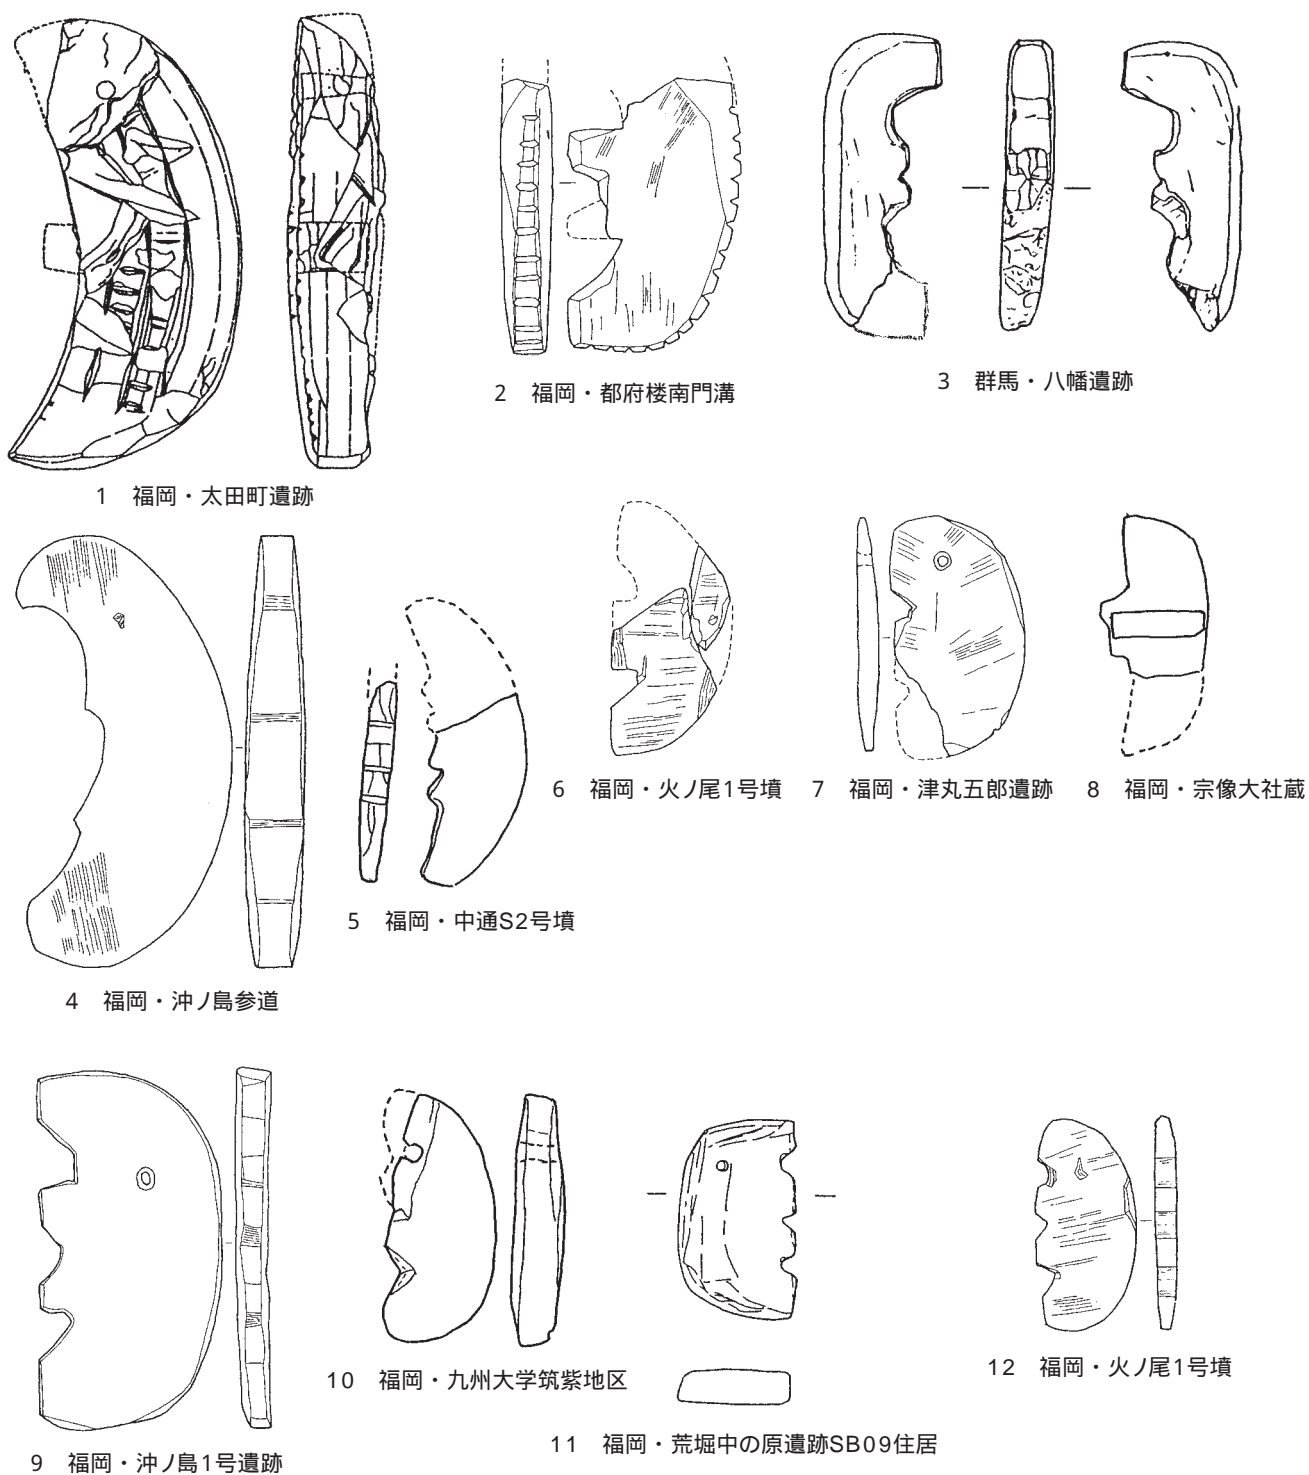 1　福岡・太田町遺跡
2　福岡・都府楼南門溝
3　群馬・八幡遺跡
4　福岡・沖ノ島参道
5　福岡・中通S2号墳
6　福岡・火ノ尾1号墳
7　福岡・津丸五郎遺跡
8　福岡・宗像大社蔵
9　福岡・沖ノ島1号遺跡
10　福岡・九州大学筑紫地区
11　福岡・荒堀中の原遺跡SB09住居
12　福岡・火ノ尾1号墳